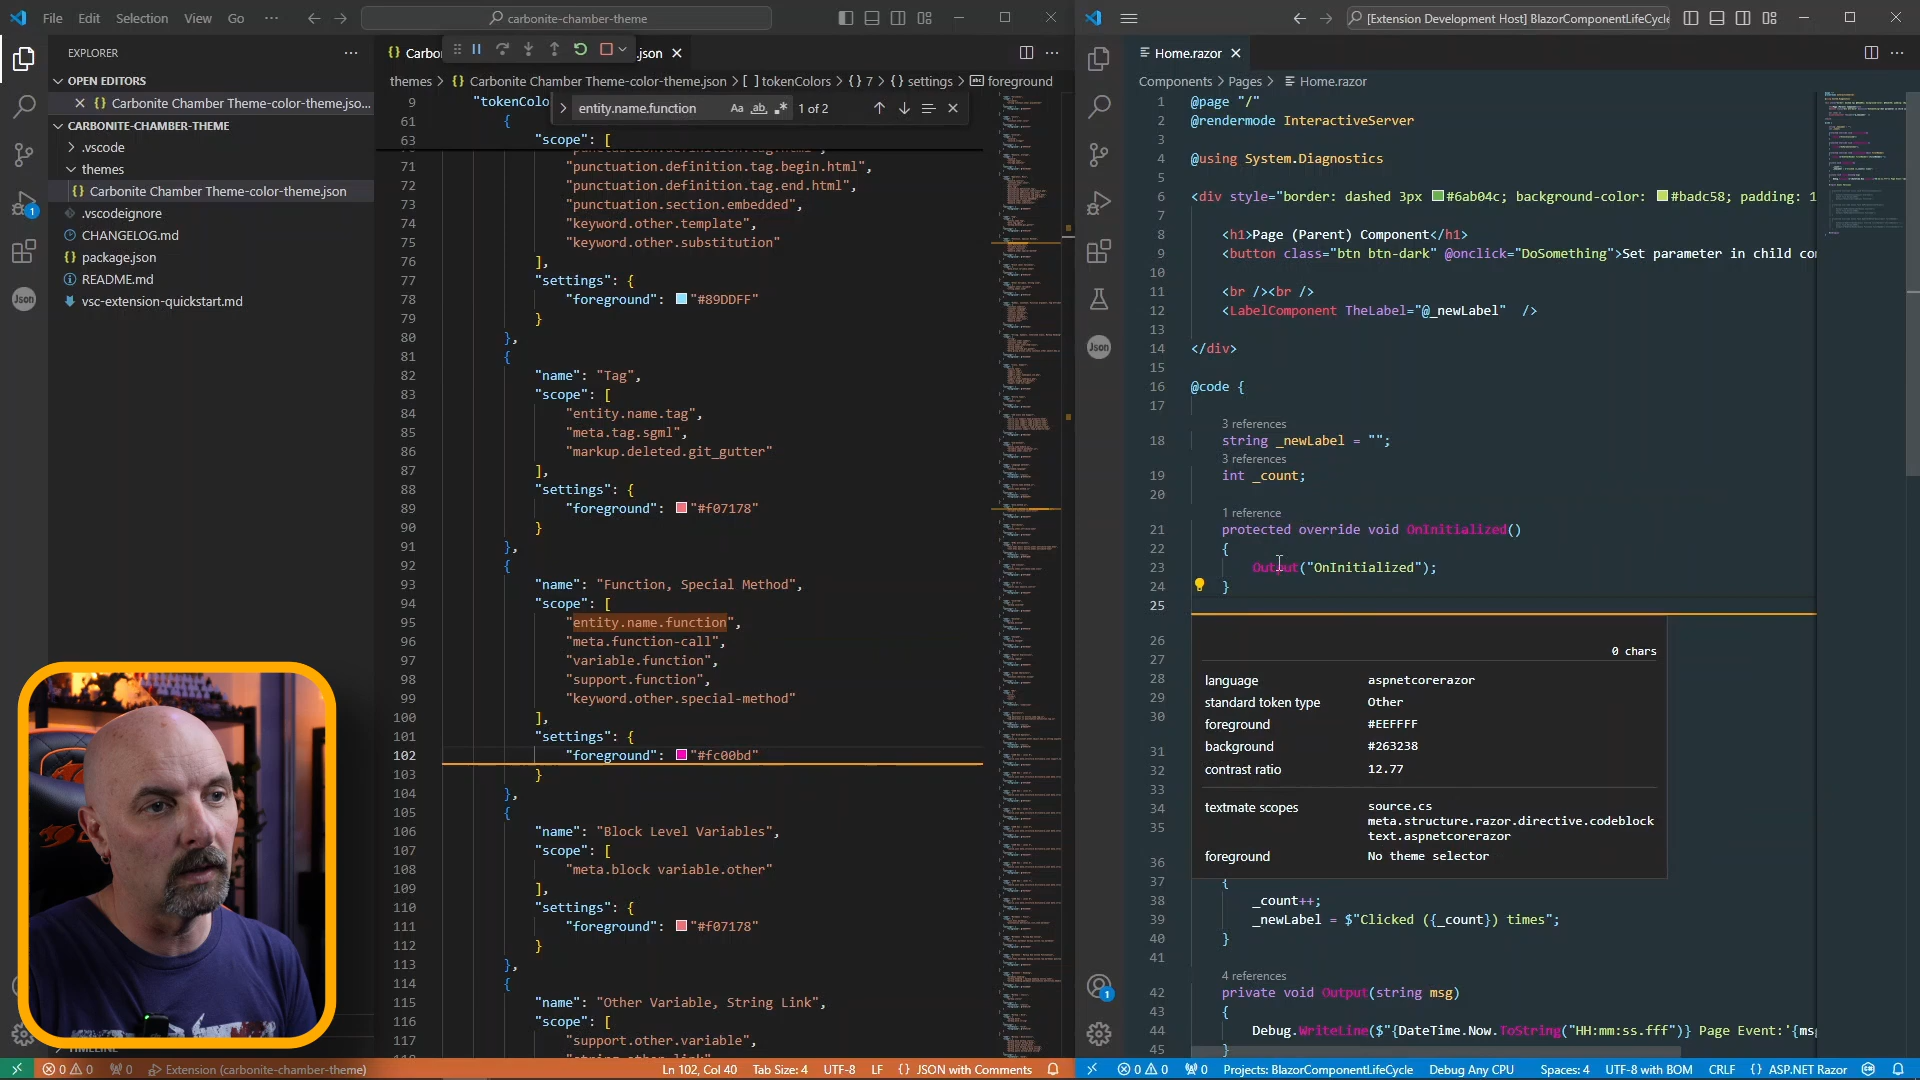 File Edit Selection View Go ···
carbonite-chamber-theme
EXPLORER
OPEN EDITORS
Carbonite Chamber Theme-color-theme.jso...
CARBONITE-CHAMBER-THEME
.vscode
themes
Carbonite Chamber Theme-color-theme.json
.vscodeignore
CHANGELOG.md
package.json
README.md
vsc-extension-quickstart.md
1
Json
Carbo
.json
themes > {} Carbonite Chamber Theme-color-theme.json > [ ] tokenColors > {} 7 > {} settings > foreground
entity.name.function
Aa ab 1 of 2
9 "tokenColo
61 {
63 "scope": [
71 "punctuation.definition.tag.begin.html",
72 "punctuation.definition.tag.end.html",
73 "punctuation.section.embedded",
74 "keyword.other.template",
75 "keyword.other.substitution"
76 ],
77 "settings": {
78 "foreground": "#89DDFF"
79 }
80 },
81 {
82 "name": "Tag",
83 "scope": [
84 "entity.name.tag",
85 "meta.tag.sgml",
86 "markup.deleted.git_gutter"
87 ],
88 "settings": {
89 "foreground": "#f07178"
90 }
91 },
92 {
93 "name": "Function, Special Method",
94 "scope": [
95 "entity.name.function",
96 "meta.function-call",
97 "variable.function",
98 "support.function",
99 "keyword.other.special-method"
100 ],
101 "settings": {
102 "foreground": "#fc00bd"
103 }
104 },
105 {
106 "name": "Block Level Variables",
107 "scope": [
108 "meta.block variable.other"
109 ],
110 "settings": {
111 "foreground": "#f07178"
112 }
113 },
114 {
115 "name": "Other Variable, String Link",
116 "scope": [
117 "support.other.variable",
[Extension Development Host] BlazorComponentLifeCycle
Home.razor
Components > Pages > Home.razor
1 @page "/"
2 @rendermode InteractiveServer
3
4 @using System.Diagnostics
5
6 <div style="border: dashed 3px #6ab04c; background-color: #badc58; padding: 1
7
8 <h1>Page (Parent) Component</h1>
9 <button class="btn btn-dark" @onclick="DoSomething">Set parameter in child co
10
11 <br /><br />
12 <LabelComponent TheLabel="@_newLabel" />
13
14 </div>
15
16 @code {
17
3 references
18 string _newLabel = "";
3 references
19 int _count;
20
1 reference
21 protected override void OnInitialized()
22 {
23 Output("OnInitialized");
24 }
25
26
27
28
29
30
31
32
33
34
35
36
0 chars
language aspnetcorerazor
standard token type Other
foreground #EEFFFF
background #263238
contrast ratio 12.77
textmate scopes source.cs
meta.structure.razor.directive.codeblock
text.aspnetcorerazor
foreground No theme selector
37 {
38 _count++;
39 _newLabel = $"Clicked ({_count}) times";
40 }
41
4 references
42 private void Output(string msg)
43 {
44 Debug.WriteLine($"{DateTime.Now.ToString("HH:mm:ss.fff")} Page Event:'{ms
45 }
Json
1
0 0 0 Extension (carbonite-chamber-theme)
Ln 102, Col 40 Tab Size: 4 UTF-8 LF {} JSON with Comments
0 0 0 Projects: BlazorComponentLifeCycle Debug Any CPU Spaces: 4 UTF-8 with BOM CRLF {} ASP.NET Razor